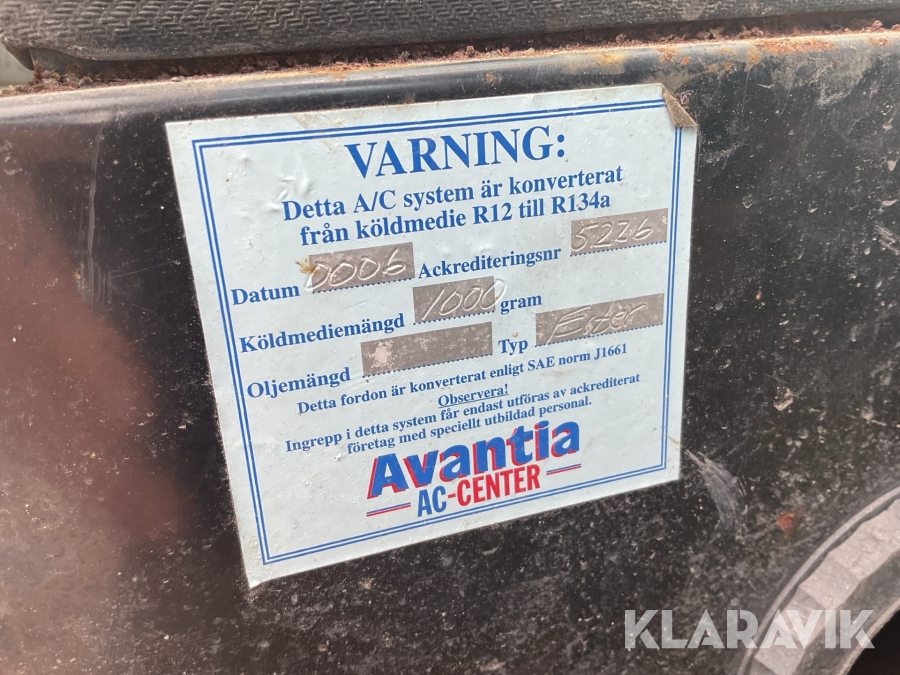 VARNING:
Detta A/C system är konverterat
från köldmedie R12 till R134a
Datum 0006 Ackrediteringsnr 5226
Köldmediemängd 1000 gram
Oljemängd Typ Ester
Detta fordon är konverterat enligt SAE norm J1661
Observera!
Ingrepp i detta system får endast utföras av ackrediterat
företag med speciellt utbildad personal.
Avantia
AC-CENTER
KLARAVIK